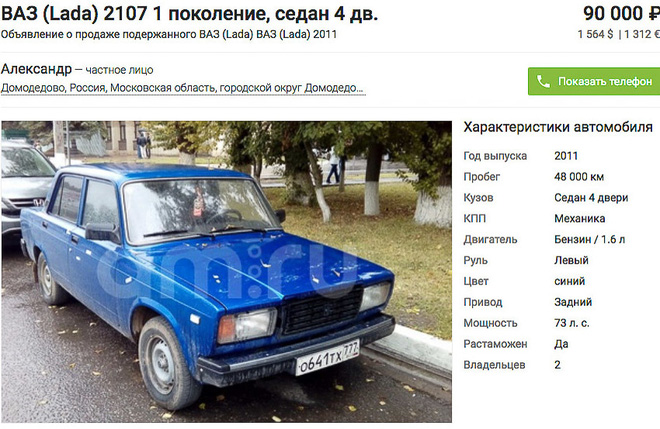 ВАЗ (Lada) 2107 1 поколение, седан 4 дв.
90 000 ₽
Объявление о продаже подержанного ВАЗ (Lada) ВАЗ (Lada) 2011
1 564 $ | 1 312 €
Александр — частное лицо
Домодедово, Россия, Московская область, городской округ Домодедо...
Показать телефон
Характеристики автомобиля
Год выпуска 2011
Пробег 48 000 км
Кузов Седан 4 двери
КПП Механика
Двигатель Бензин / 1.6 л
Руль Левый
Цвет синий
Привод Задний
Мощность 73 л. с.
Растаможен Да
Владельцев 2
am.ru
о641тх 777